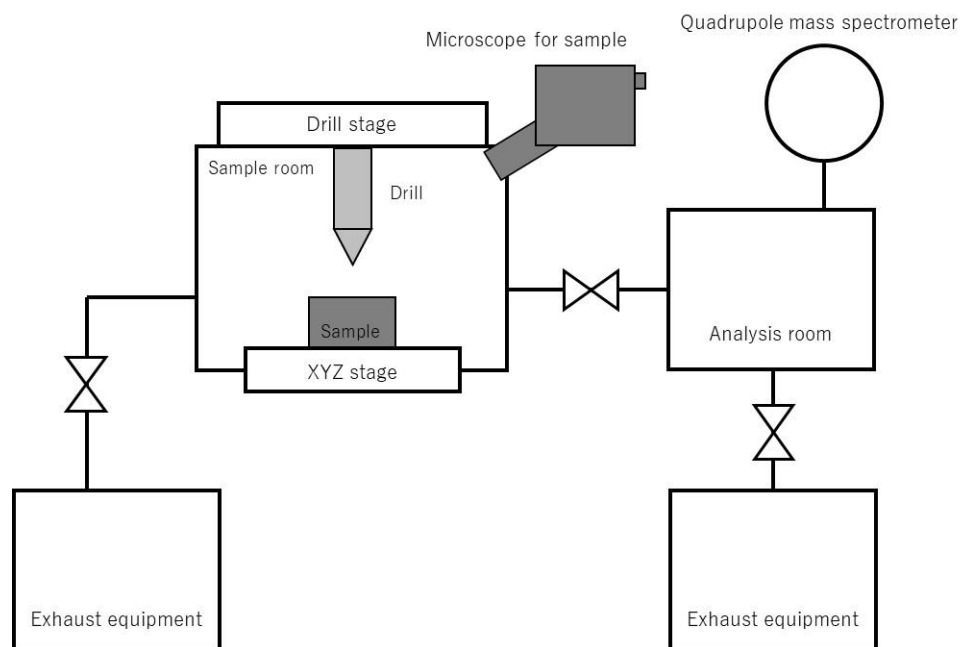 Quadrupole mass spectrometer
Microscope for sample
Drill stage
Sample room
Drill
Sample
XYZ stage
Analysis room
Exhaust equipment
Exhaust equipment